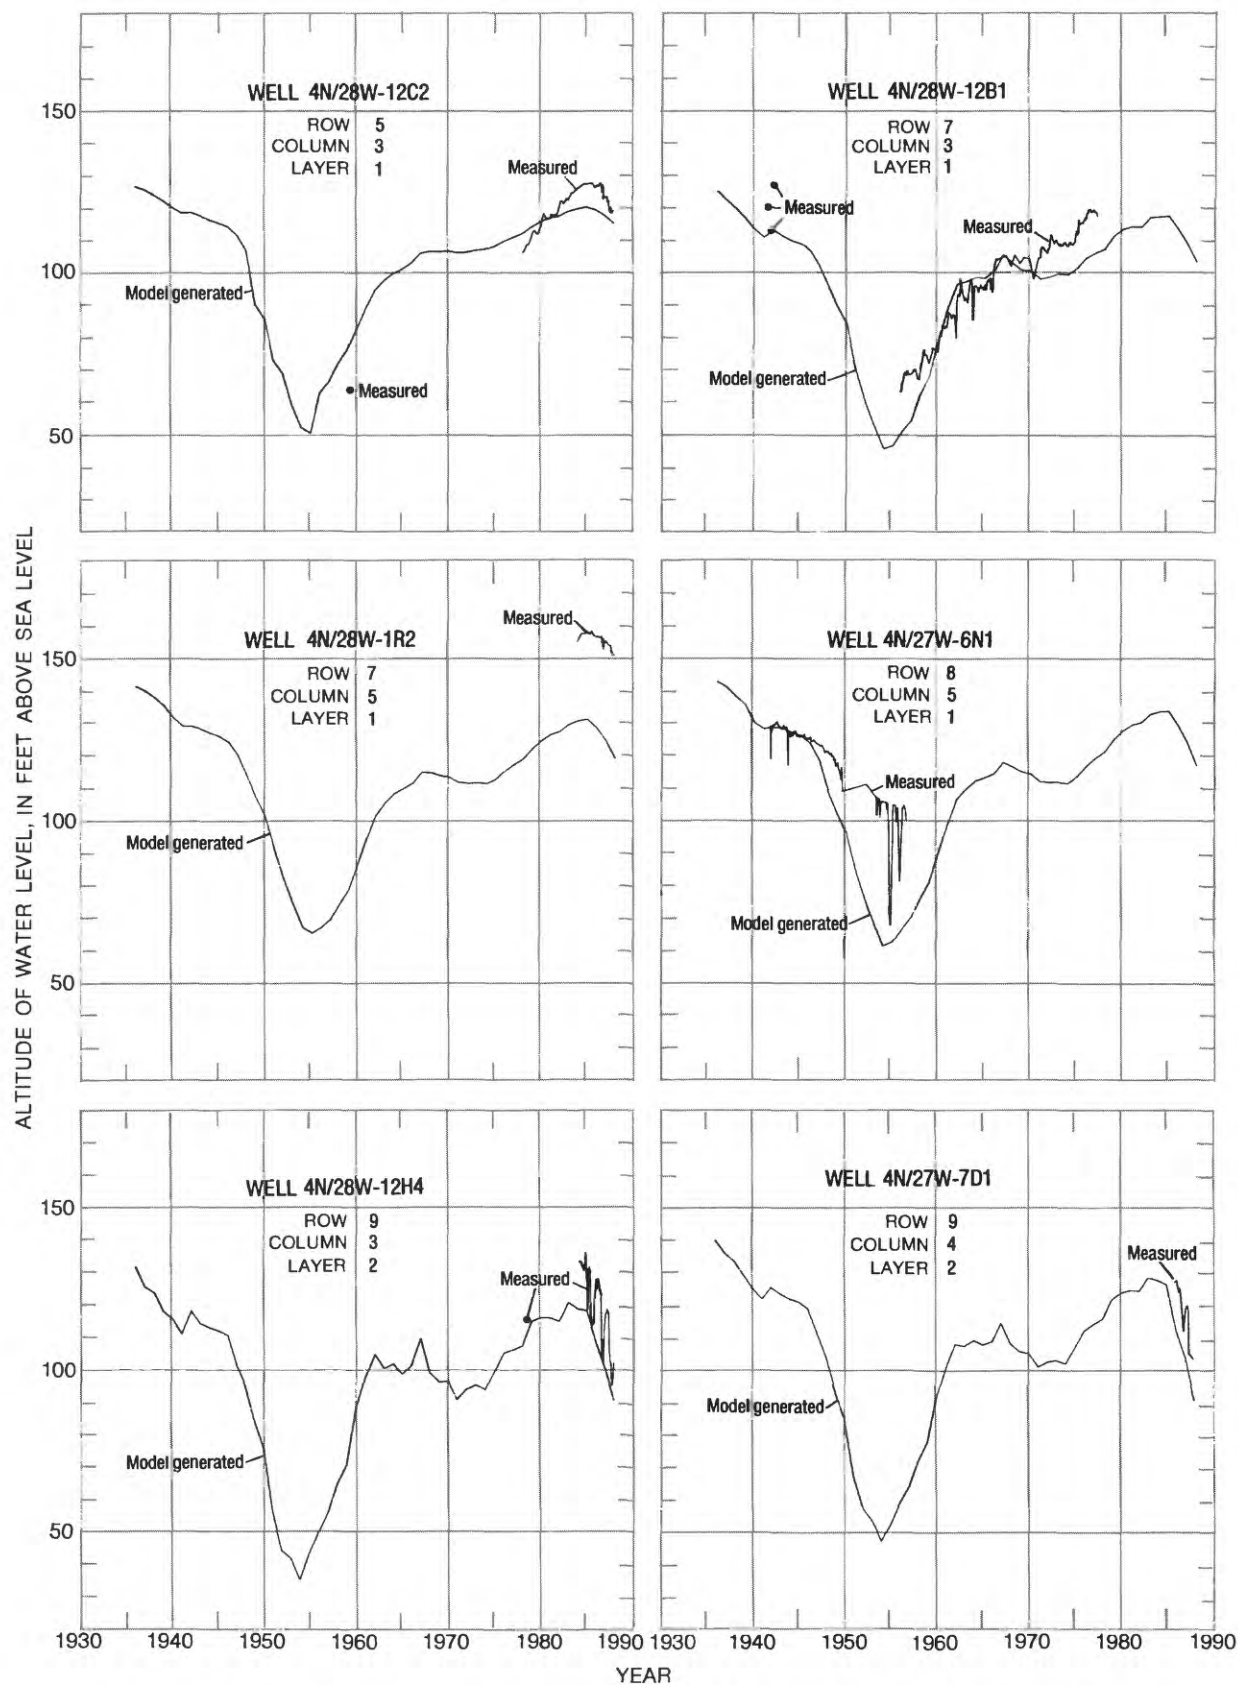 WELL 4N/28W-12C2
ROW 5
COLUMN 3
LAYER 1
Measured
Model generated
Measured
150
100
50
WELL 4N/28W-12B1
ROW 7
COLUMN 3
LAYER 1
Measured
Measured
Model generated
WELL 4N/28W-1R2
ROW 7
COLUMN 5
LAYER 1
Measured
Model generated
150
100
50
WELL 4N/27W-6N1
ROW 8
COLUMN 5
LAYER 1
Measured
Model generated
WELL 4N/28W-12H4
ROW 9
COLUMN 3
LAYER 2
Measured
Model generated
150
100
50
1930 1940 1950 1960 1970 1980 1990
WELL 4N/27W-7D1
ROW 9
COLUMN 4
LAYER 2
Measured
Model generated
1930 1940 1950 1960 1970 1980 1990
ALTITUDE OF WATER LEVEL, IN FEET ABOVE SEA LEVEL
YEAR